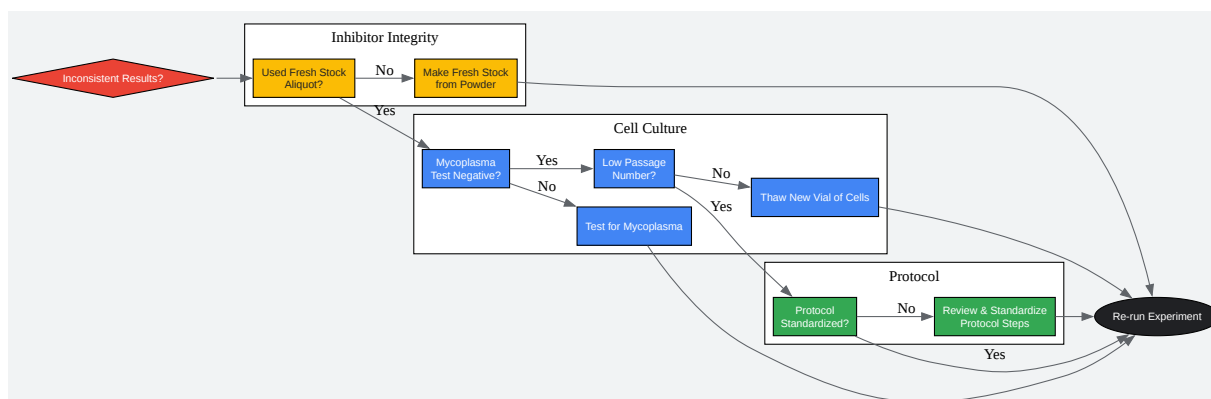 Inhibitor Integrity
Inconsistent Results?
Used Fresh Stock
Aliquot?
No
Make Fresh Stock
from Powder
Yes
Cell Culture
Mycoplasma
Test Negative?
Yes
Low Passage
Number?
No
Thaw New Vial of Cells
No
Yes
Test for Mycoplasma
Protocol
Protocol
Standardized?
No
Review & Standardize
Protocol Steps
Re-run Experiment
Yes